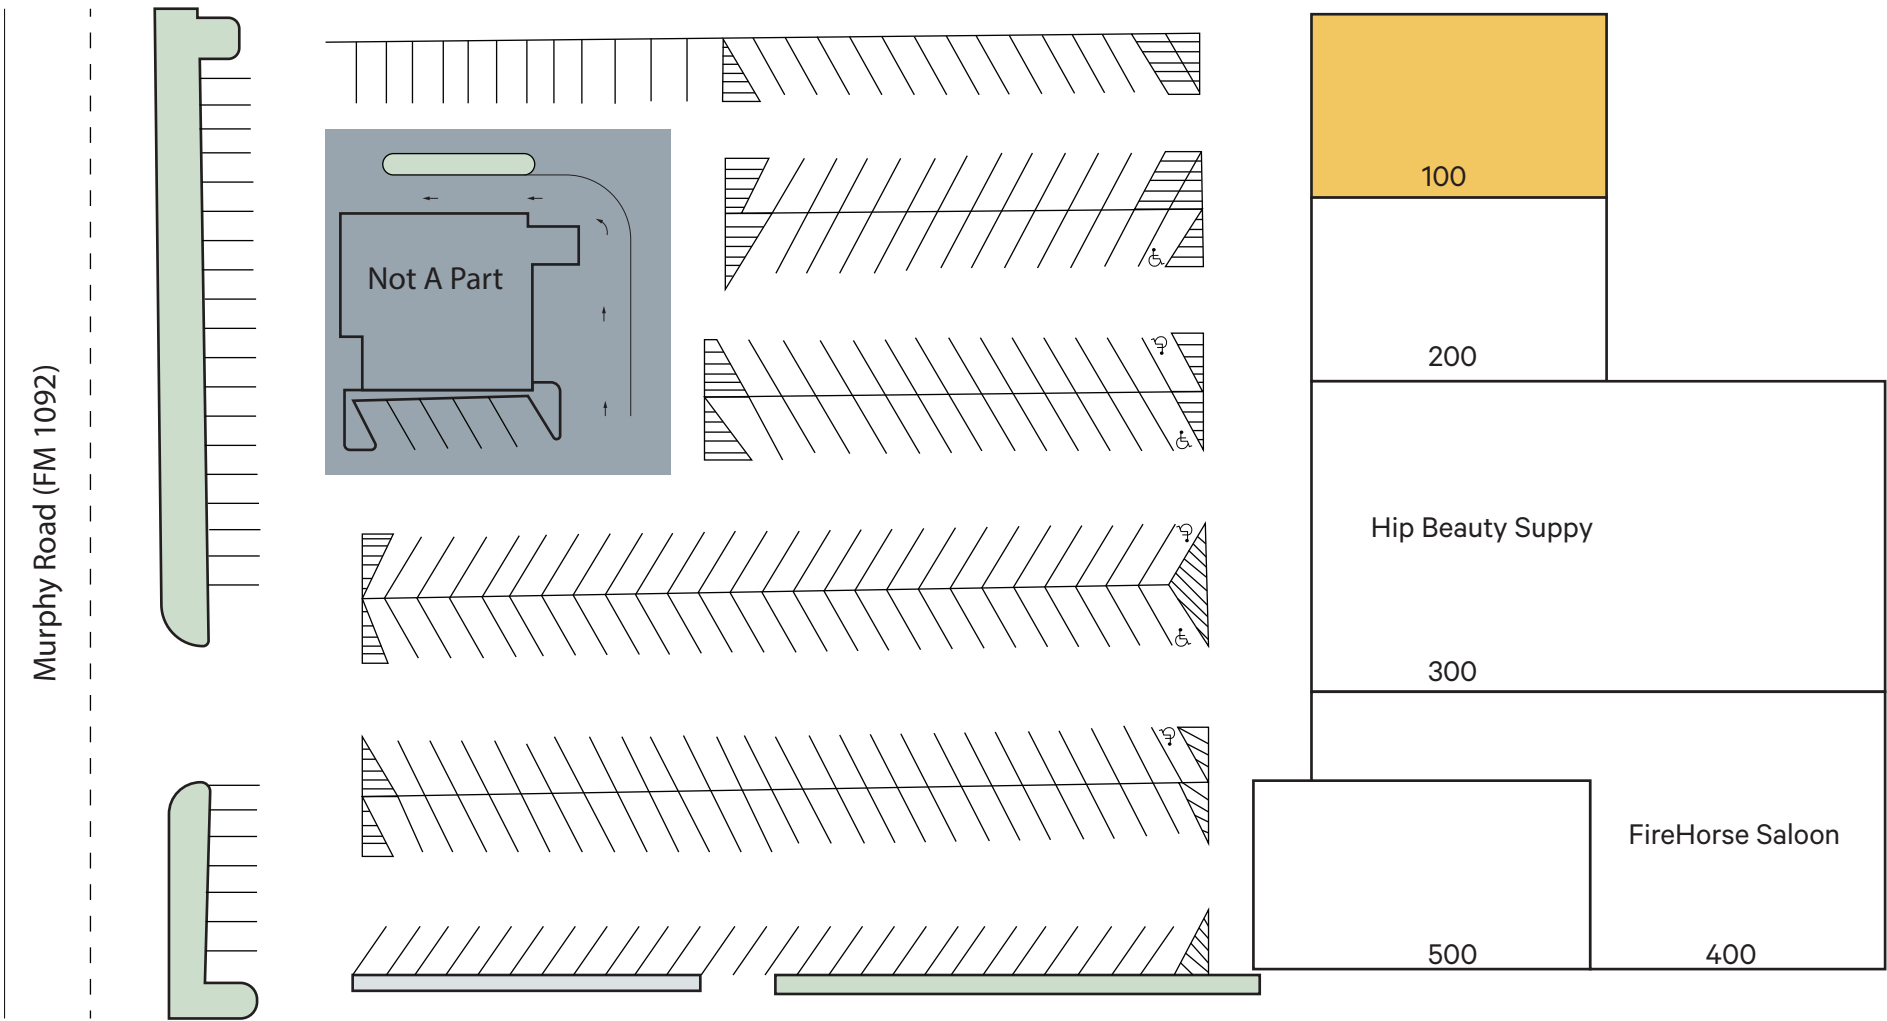 Murphy Road (FM 1092)
Not A Part
100
200
Hip Beauty Suppy
300
FireHorse Saloon
500
400